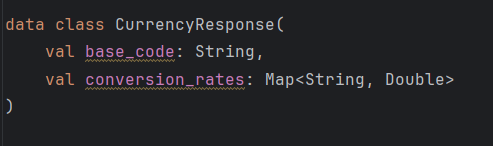 data class CurrencyResponse(
    val base_code: String,
    val conversion_rates: Map<String, Double>
)